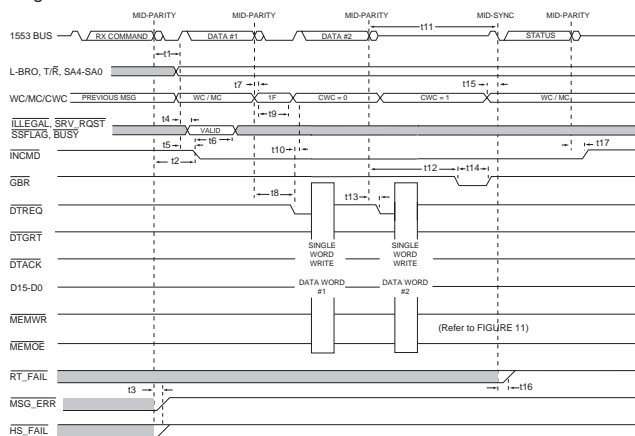 MID-PARITY MID-PARITY MID-PARITY MID-SYNC MID-PARITY
t11
1553 BUS RX COMMAND DATA #1 DATA #2 STATUS
t1
L-BRO, T/R, SA4-SA0
t7 t15
WC/MC/CWC PREVIOUS MSG WC / MC 1F CWC = 0 CWC = 1 WC / MC
t4 t9
ILLEGAL, SRV_RQST
SSFLAG, BUSY VALID
t5 t6 t10 t17
INCMD
t2 t12 t14
GBR
t8 t13
DTREQ
DTGRT
SINGLE WORD WRITE
SINGLE WORD WRITE
DTACK
D15-D0 DATA WORD #1 DATA WORD #2
MEMWR
(Refer to FIGURE 11)
MEMOE
RT_FAIL
t3 t16
MSG_ERR
HS_FAIL